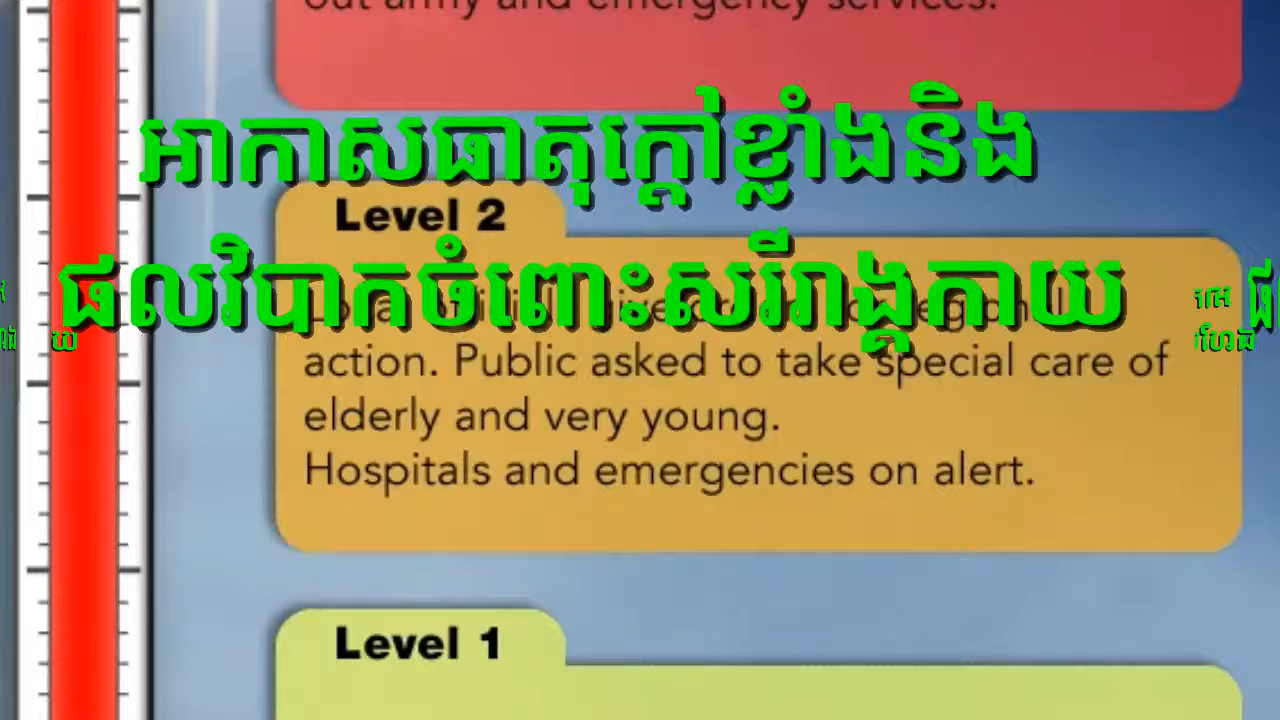 out army and emergency services.
អាកាសធាតុក្តៅខ្លាំងនិង
Level 2
ផលវិបាកចំពោះសរីរាង្គកាយ
action. Public asked to take special care of
elderly and very young.
Hospitals and emergencies on alert.
Level 1